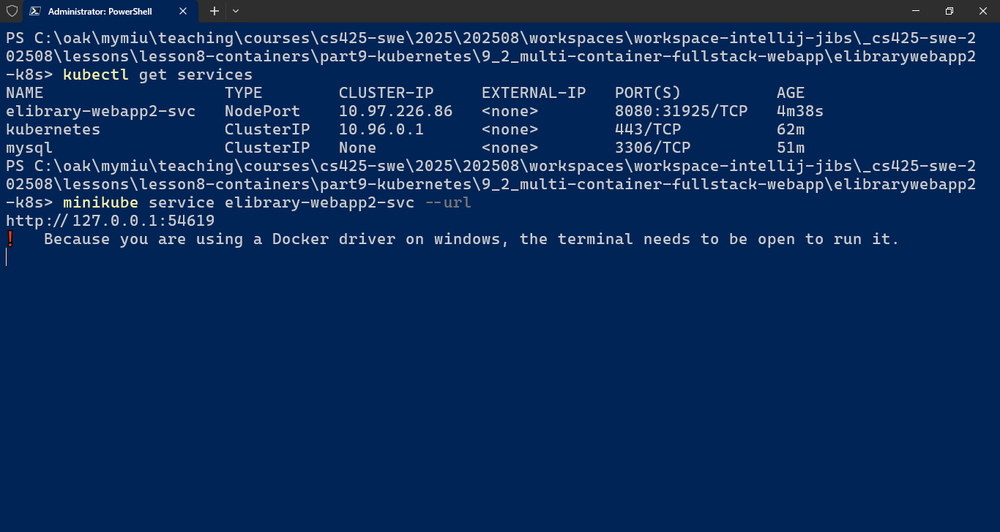 Administrator: PowerShell
PS C:\oak\mymiu\teaching\courses\cs425-swe\2025\202508\workspaces\workspace-intellij-jibs\_cs425-swe-2
02508\lessons\lesson8-containers\part9-kubernetes\9_2_multi-container-fullstack-webapp\elibrarywebapp2
-k8s> kubectl get services
NAME TYPE CLUSTER-IP EXTERNAL-IP PORT(S) AGE
elibrary-webapp2-svc NodePort 10.97.226.86 <none> 8080:31925/TCP 4m38s
kubernetes ClusterIP 10.96.0.1 <none> 443/TCP 62m
mysql ClusterIP None <none> 3306/TCP 51m
PS C:\oak\mymiu\teaching\courses\cs425-swe\2025\202508\workspaces\workspace-intellij-jibs\_cs425-swe-2
02508\lessons\lesson8-containers\part9-kubernetes\9_2_multi-container-fullstack-webapp\elibrarywebapp2
-k8s> minikube service elibrary-webapp2-svc --url
http://127.0.0.1:54619
! Because you are using a Docker driver on windows, the terminal needs to be open to run it.